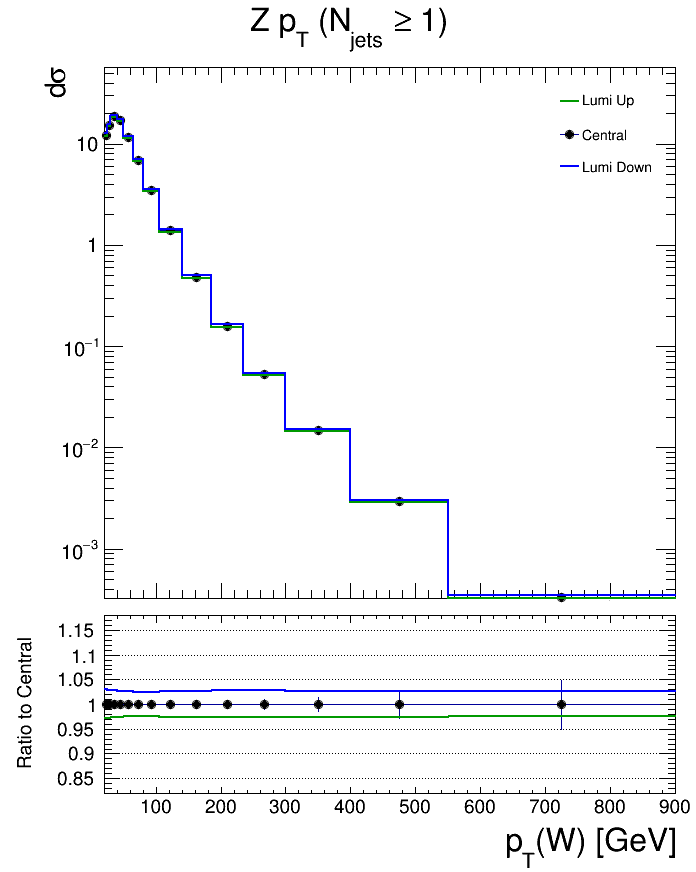 Z p_T (N_jets ≥ 1)
dσ
Lumi Up
Central
Lumi Down
10
1
10⁻¹
10⁻²
10⁻³
Ratio to Central
1.15
1.1
1.05
1
0.95
0.9
0.85
100 200 300 400 500 600 700 800 900
p_T(W) [GeV]